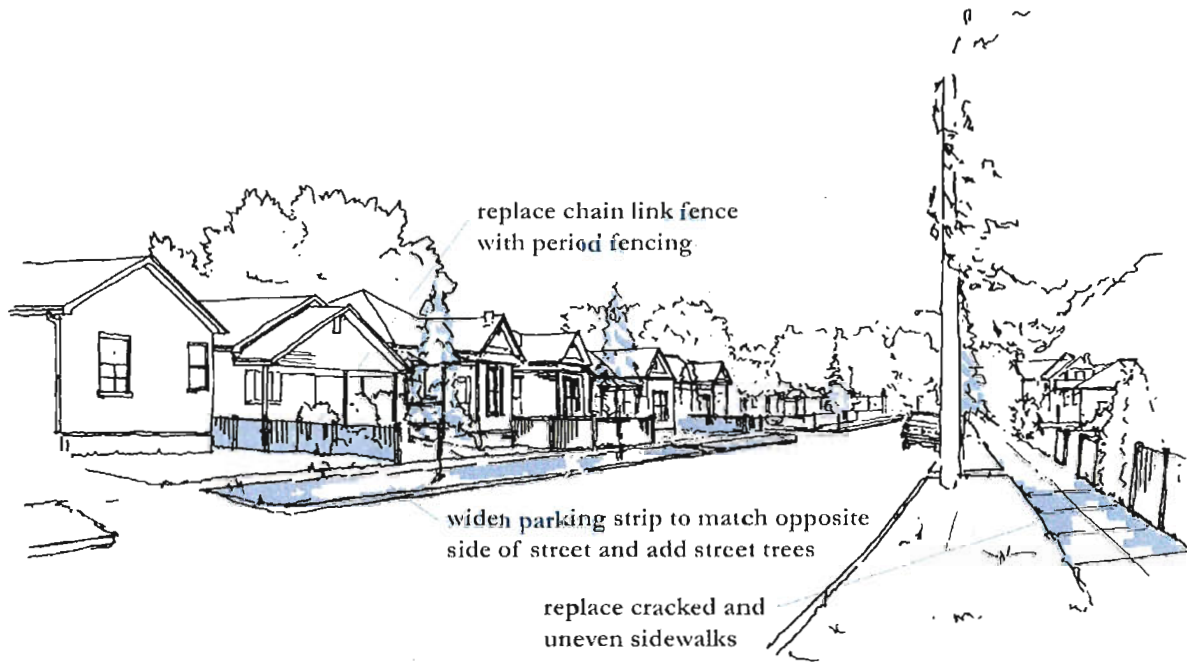 replace chain link fence
with period fencing
widen parking strip to match opposite
side of street and add street trees
replace cracked and
uneven sidewalks